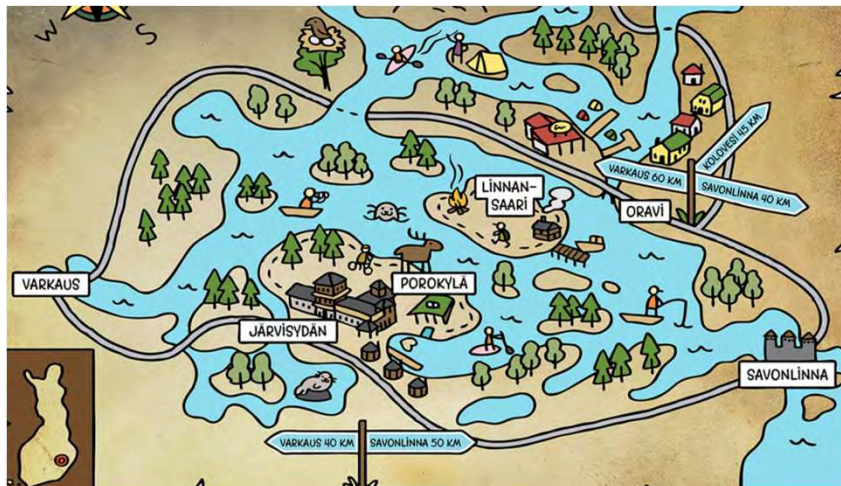 W
S
LINNAN-
SAARI
KOLOVESI 45 KM
VARKAUS 60 KM
SAVONLINNA 40 KM
ORAVI
VARKAUS
POROKYLÄ
JÄRVISYDÄN
SAVONLINNA
VARKAUS 40 KM
SAVONLINNA 50 KM